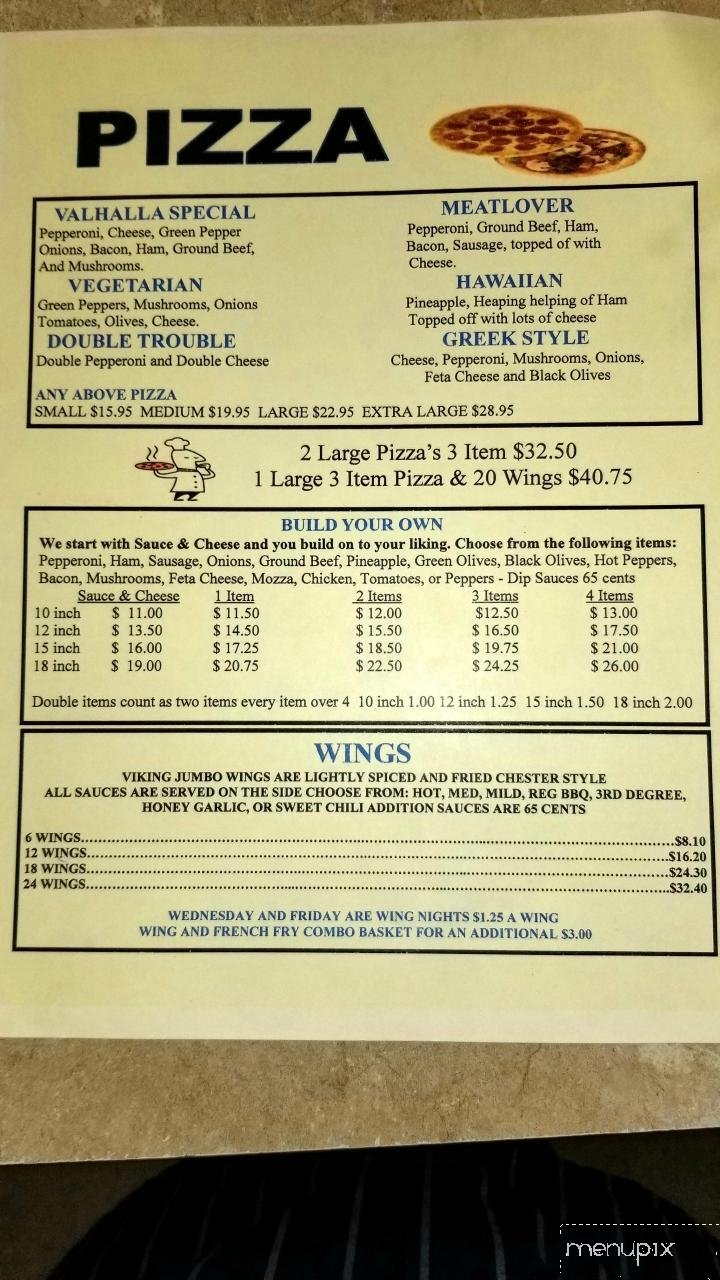 PIZZA
VALHALLA SPECIAL
Pepperoni, Cheese, Green Pepper
Onions, Bacon, Ham, Ground Beef,
And Mushrooms.
VEGETARIAN
Green Peppers, Mushrooms, Onions
Tomatoes, Olives, Cheese.
DOUBLE TROUBLE
Double Pepperoni and Double Cheese
MEATLOVER
Pepperoni, Ground Beef, Ham,
Bacon, Sausage, topped of with
Cheese.
HAWAIIAN
Pineapple, Heaping helping of Ham
Topped off with lots of cheese
GREEK STYLE
Cheese, Pepperoni, Mushrooms, Onions,
Feta Cheese and Black Olives
ANY ABOVE PIZZA
SMALL $15.95 MEDIUM $19.95 LARGE $22.95 EXTRA LARGE $28.95
2 Large Pizza's 3 Item $32.50
1 Large 3 Item Pizza & 20 Wings $40.75
BUILD YOUR OWN
We start with Sauce & Cheese and you build on to your liking. Choose from the following items:
Pepperoni, Ham, Sausage, Onions, Ground Beef, Pineapple, Green Olives, Black Olives, Hot Peppers,
Bacon, Mushrooms, Feta Cheese, Mozza, Chicken, Tomatoes, or Peppers - Dip Sauces 65 cents
Sauce & Cheese 1 Item 2 Items 3 Items 4 Items
10 inch $ 11.00 $ 11.50 $ 12.00 $12.50 $ 13.00
12 inch $ 13.50 $ 14.50 $ 15.50 $ 16.50 $ 17.50
15 inch $ 16.00 $ 17.25 $ 18.50 $ 19.75 $ 21.00
18 inch $ 19.00 $ 20.75 $ 22.50 $ 24.25 $ 26.00
Double items count as two items every item over 4 10 inch 1.00 12 inch 1.25 15 inch 1.50 18 inch 2.00
WINGS
VIKING JUMBO WINGS ARE LIGHTLY SPICED AND FRIED CHESTER STYLE
ALL SAUCES ARE SERVED ON THE SIDE CHOOSE FROM: HOT, MED, MILD, REG BBQ, 3RD DEGREE,
HONEY GARLIC, OR SWEET CHILI ADDITION SAUCES ARE 65 CENTS
6 WINGS...$8.10
12 WINGS...$16.20
18 WINGS...$24.30
24 WINGS...$32.40
WEDNESDAY AND FRIDAY ARE WING NIGHTS $1.25 A WING
WING AND FRENCH FRY COMBO BASKET FOR AN ADDITIONAL $3.00
menupix